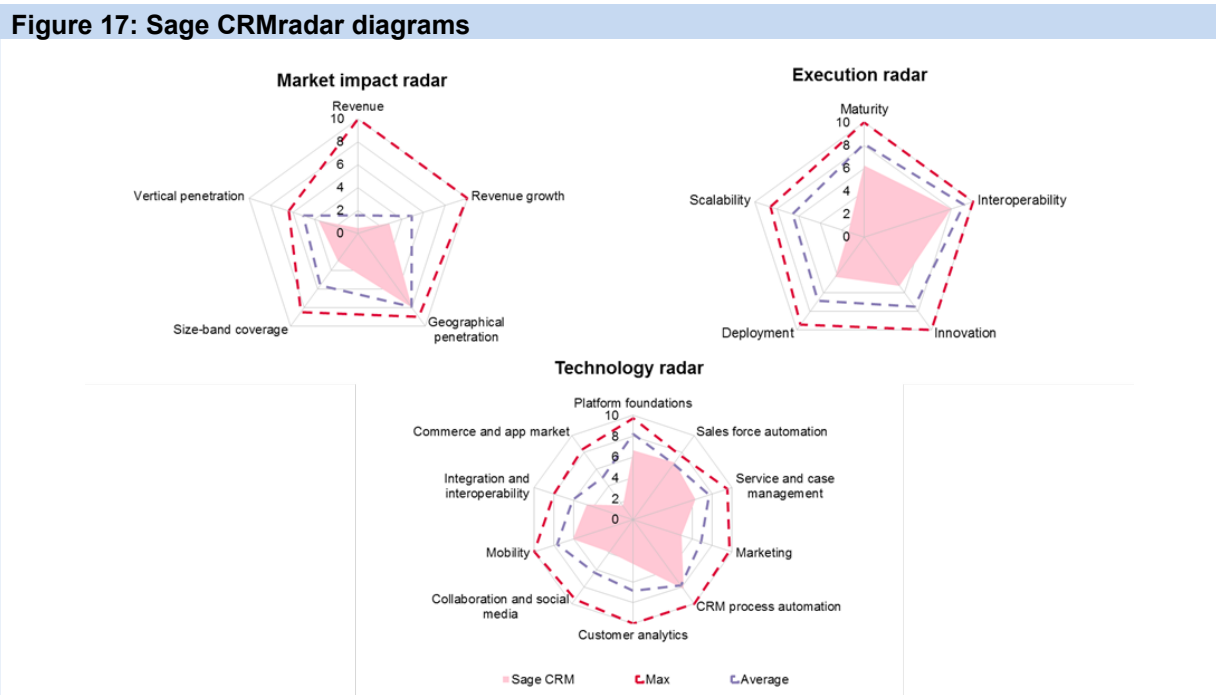 Figure 17: Sage CRMradar diagrams
Market impact radar
Revenue
10
8
6
4
2
0
Vertical penetration
Revenue growth
Size-band coverage
Geographical
penetration
Execution radar
Maturity
10
8
6
4
2
0
Scalability
Interoperability
Deployment
Innovation
Technology radar
Platform foundations
10
8
6
4
2
0
Commerce and app market
Sales force automation
Integration and
interoperability
Service and case
management
Mobility
Marketing
Collaboration and social
media
CRM process automation
Customer analytics
Sage CRM
Max
Average